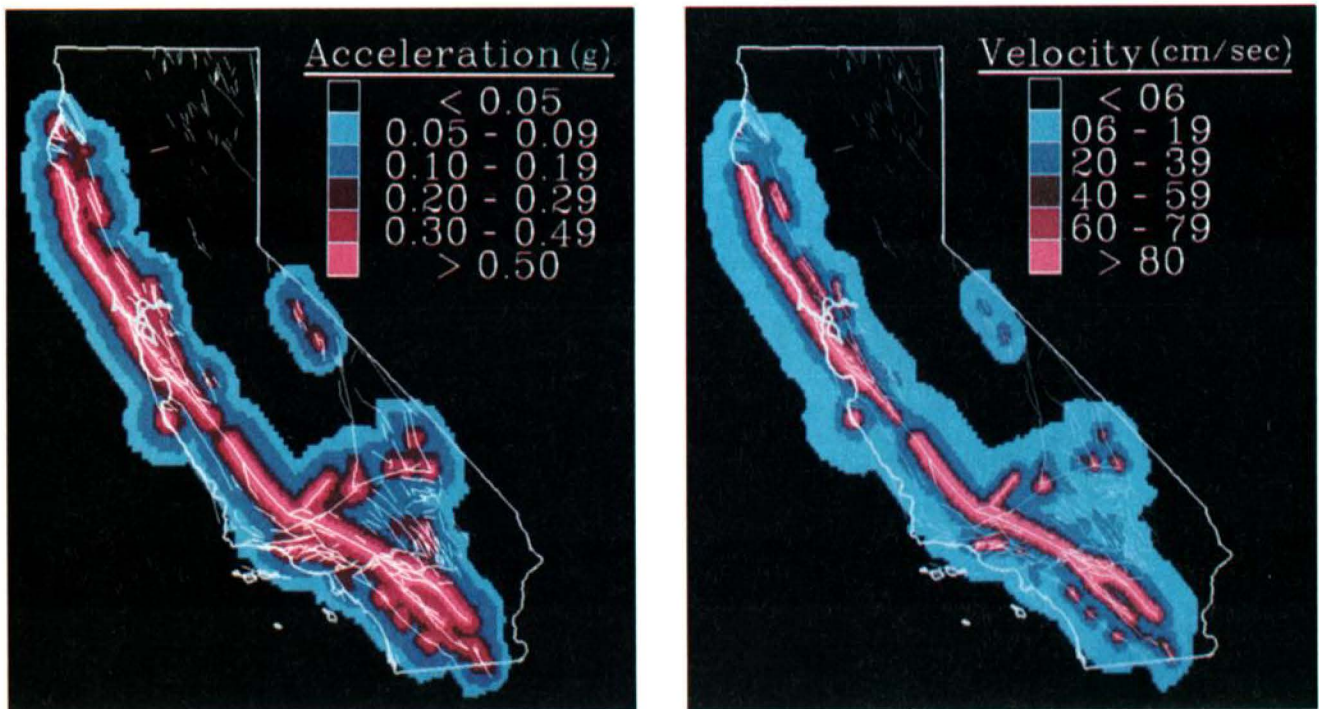 Acceleration (g)
< 0.05
0.05 - 0.09
0.10 - 0.19
0.20 - 0.29
0.30 - 0.49
> 0.50
Velocity (cm/sec)
< 06
06 - 19
20 - 39
40 - 59
60 - 79
> 80